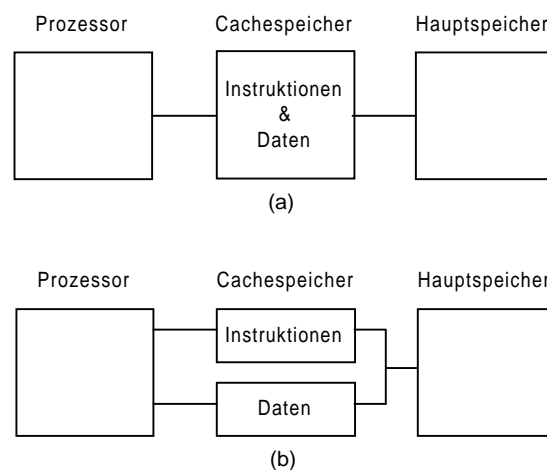 Prozessor Cachespeicher Hauptspeicher
Instruktionen
&
Daten
(a)
Prozessor Cachespeicher Hauptspeicher
Instruktionen
Daten
(b)